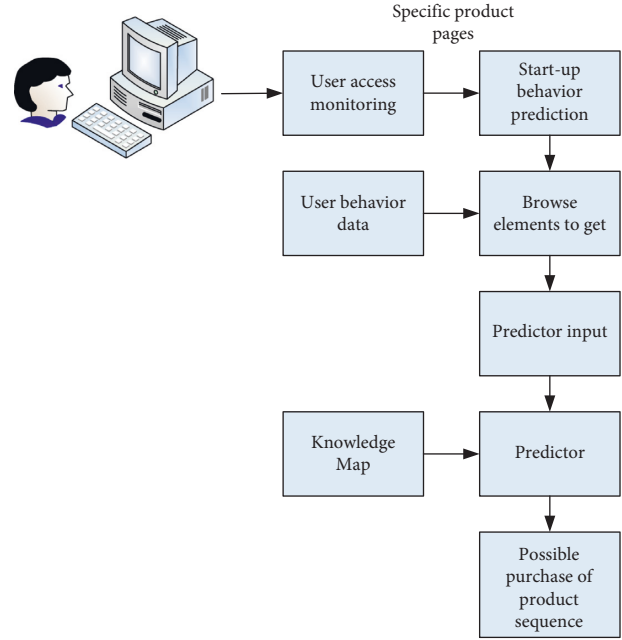 Specific product
pages
User access
monitoring
Start-up
behavior
prediction
User behavior
data
Browse
elements to get
Predictor input
Knowledge
Map
Predictor
Possible
purchase of
product
sequence